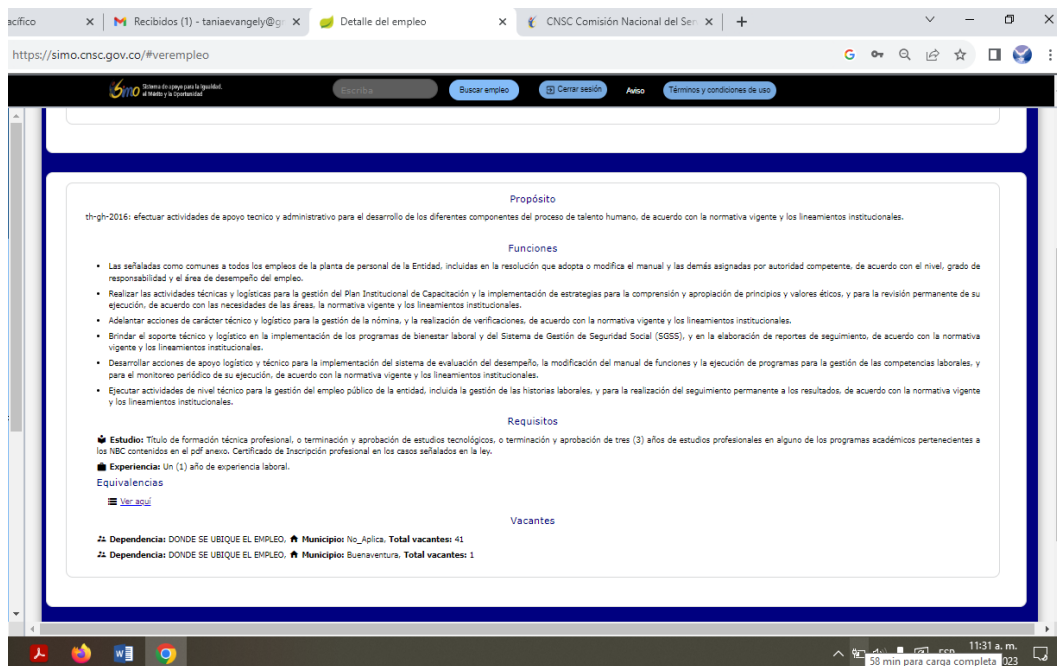 acífico
Recibidos (1) - taniaevangely@g
Detalle del empleo
CNSC Comisión Nacional del Ser
https://simo.cnsc.gov.co/#verempleo
Simo Sistema de apoyo para la Igualdad, el Mérito y la Oportunidad
Escriba
Buscar empleo
Cerrar sesión
Aviso
Términos y condiciones de uso
Propósito
th-gh-2016: efectuar actividades de apoyo tecnico y administrativo para el desarrollo de los diferentes componentes del proceso de talento humano, de acuerdo con la normativa vigente y los lineamientos institucionales.
Funciones
• Las señaladas como comunes a todos los empleos de la planta de personal de la Entidad, incluidas en la resolución que adopta o modifica el manual y las demás asignadas por autoridad competente, de acuerdo con el nivel, grado de
responsabilidad y el área de desempeño del empleo.
• Realizar las actividades técnicas y logísticas para la gestión del Plan Institucional de Capacitación y la implementación de estrategias para la comprensión y apropiación de principios y valores éticos, y para la revisión permanente de su
ejecución, de acuerdo con las necesidades de las áreas, la normativa vigente y los lineamientos institucionales.
• Adelantar acciones de carácter técnico y logístico para la gestión de la nómina, y la realización de verificaciones, de acuerdo con la normativa vigente y los lineamientos institucionales.
• Brindar el soporte técnico y logístico en la implementación de los programas de bienestar laboral y del Sistema de Gestión de Seguridad Social (SGSS), y en la elaboración de reportes de seguimiento, de acuerdo con la normativa
vigente y los lineamientos institucionales.
• Desarrollar acciones de apoyo logístico y técnico para la implementación del sistema de evaluación del desempeño, la modificación del manual de funciones y la ejecución de programas para la gestión de las competencias laborales, y
para el monitoreo periódico de su ejecución, de acuerdo con la normativa vigente y los lineamientos institucionales.
• Ejecutar actividades de nivel técnico para la gestión del empleo público de la entidad, incluida la gestión de las historias laborales, y para la realización del seguimiento permanente a los resultados, de acuerdo con la normativa vigente
y los lineamientos institucionales.
Requisitos
Estudio: Título de formación técnica profesional, o terminación y aprobación de estudios tecnológicos, o terminación y aprobación de tres (3) años de estudios profesionales en alguno de los programas académicos pertenecientes a
los NBC contenidos en el pdf anexo. Certificado de Inscripción profesional en los casos señalados en la ley.
Experiencia: Un (1) año de experiencia laboral.
Equivalencias
Ver aquí
Vacantes
Dependencia: DONDE SE UBIQUE EL EMPLEO, Municipio: No_Aplica, Total vacantes: 41
Dependencia: DONDE SE UBIQUE EL EMPLEO, Municipio: Buenaventura, Total vacantes: 1
11:31 a. m.
58 min para carga completa
023